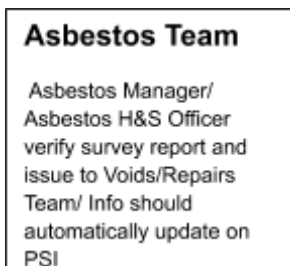 Asbestos Team
Asbestos Manager/
Asbestos H&S Officer
verify survey report and
issue to Voids/Repairs
Team/ Info should
automatically update on
PSI